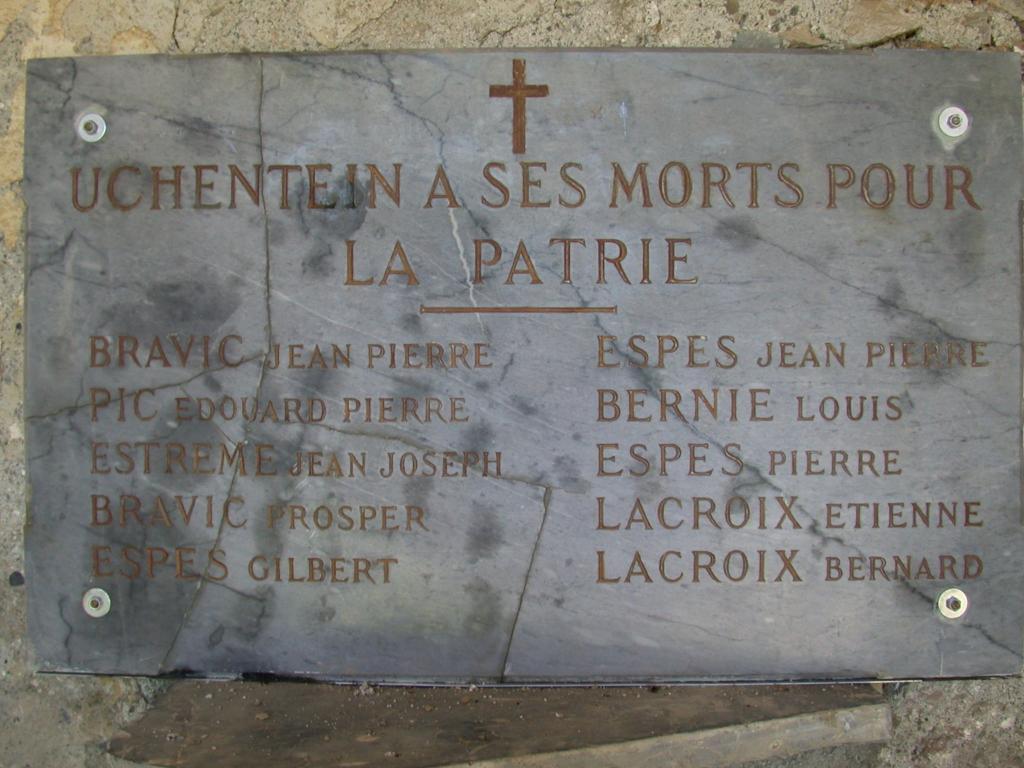 UCHENTEIN A SES MORTS POUR
LA PATRIE
BRAVIC JEAN PIERRE
PIC EDOUARD PIERRE
ESTREME JEAN JOSEPH
BRAVIC PROSPER
ESPES GILBERT
ESPES JEAN PIERRE
BERNIE LOUIS
ESPES PIERRE
LACROIX ETIENNE
LACROIX BERNARD